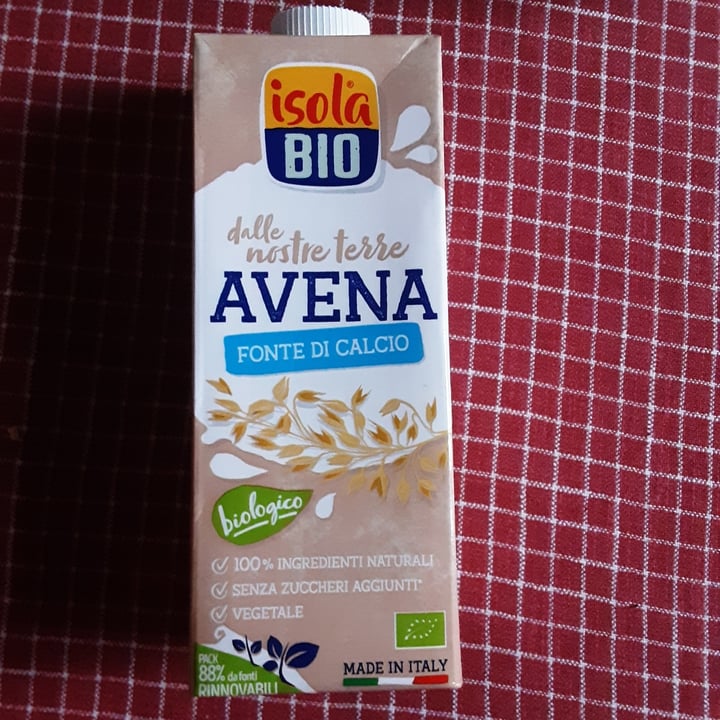 isola
BIO
dalle
nostre terre
AVENA
FONTE DI CALCIO
biologico
100% INGREDIENTI NATURALI
SENZA ZUCCHERI AGGIUNTI*
VEGETALE
PACK
88% da fonti
RINNOVABILI
MADE IN ITALY